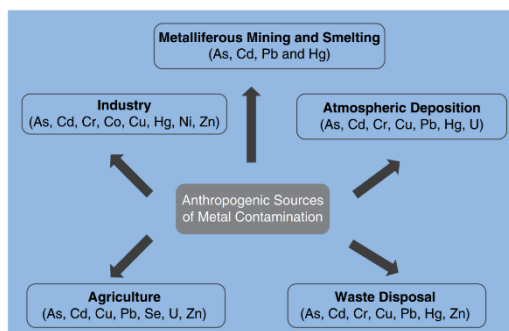 Metalliferous Mining and Smelting
(As, Cd, Pb and Hg)
Industry
(As, Cd, Cr, Co, Cu, Hg, Ni, Zn)
Atmospheric Deposition
(As, Cd, Cr, Cu, Pb, Hg, U)
Anthropogenic Sources
of Metal Contamination
Agriculture
(As, Cd, Cu, Pb, Se, U, Zn)
Waste Disposal
(As, Cd, Cr, Cu, Pb, Hg, Zn)